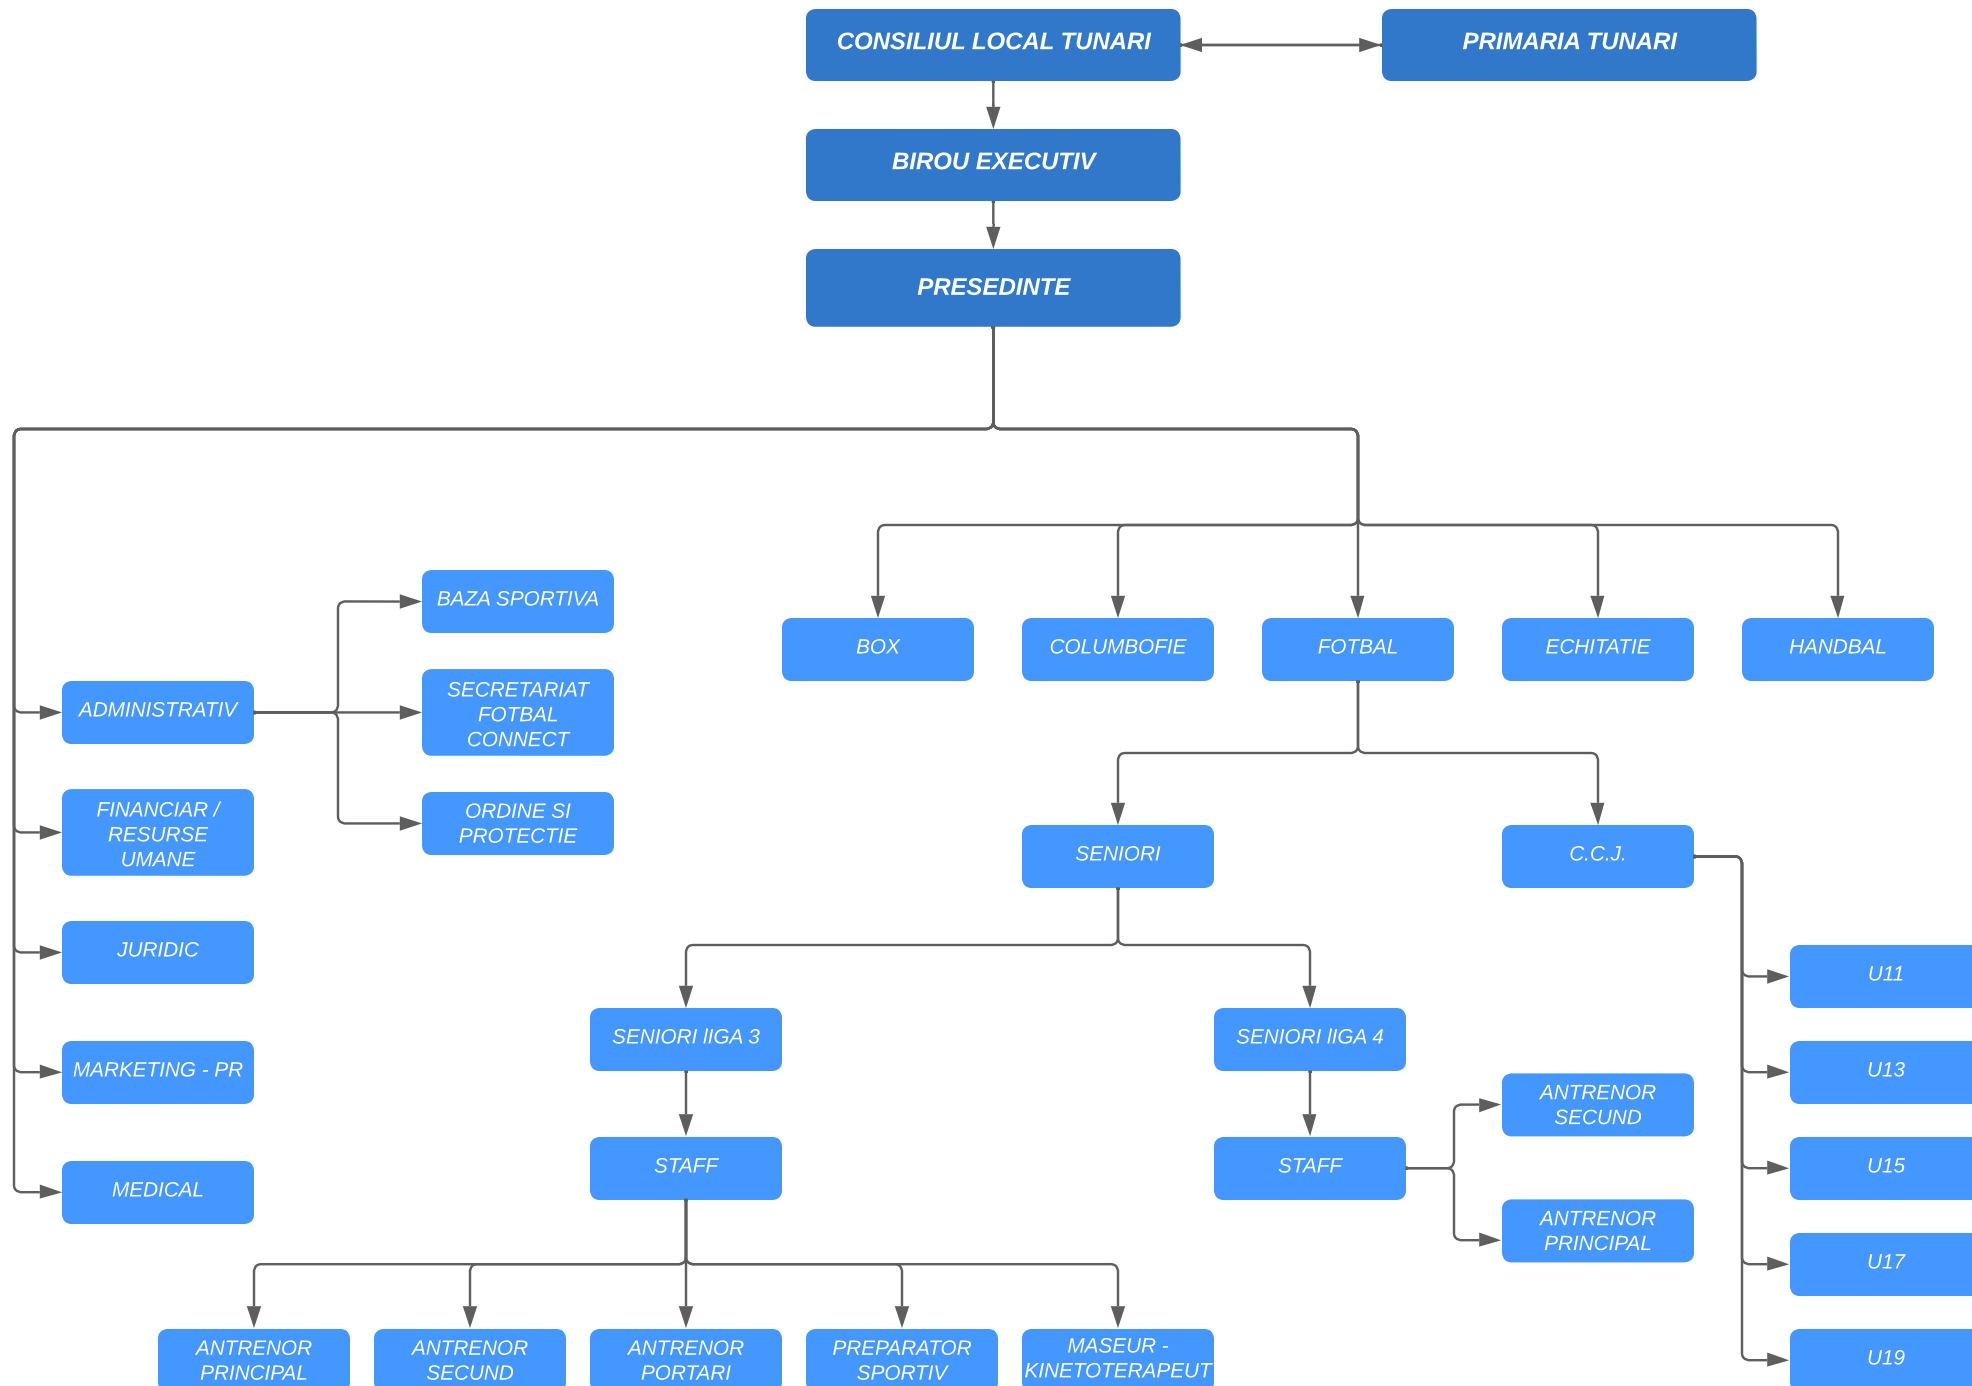 CONSILIUL LOCAL TUNARI
PRIMARIA TUNARI
BIROU EXECUTIV
PRESEDINTE
BAZA SPORTIVA
BOX
COLUMBOFIE
FOTBAL
ECHITATIE
HANDBAL
ADMINISTRATIV
SECRETARIAT
FOTBAL
CONNECT
FINANCIAR /
RESURSE
UMANE
ORDINE SI
PROTECTIE
SENIORI
C.C.J.
JURIDIC
U11
SENIORI lIGA 3
SENIORI lIGA 4
MARKETING - PR
U13
ANTRENOR
SECUND
STAFF
STAFF
U15
MEDICAL
ANTRENOR
PRINCIPAL
U17
ANTRENOR
PRINCIPAL
ANTRENOR
SECUND
ANTRENOR
PORTARI
PREPARATOR
SPORTIV
MASEUR -
KINETOTERAPEUT
U19